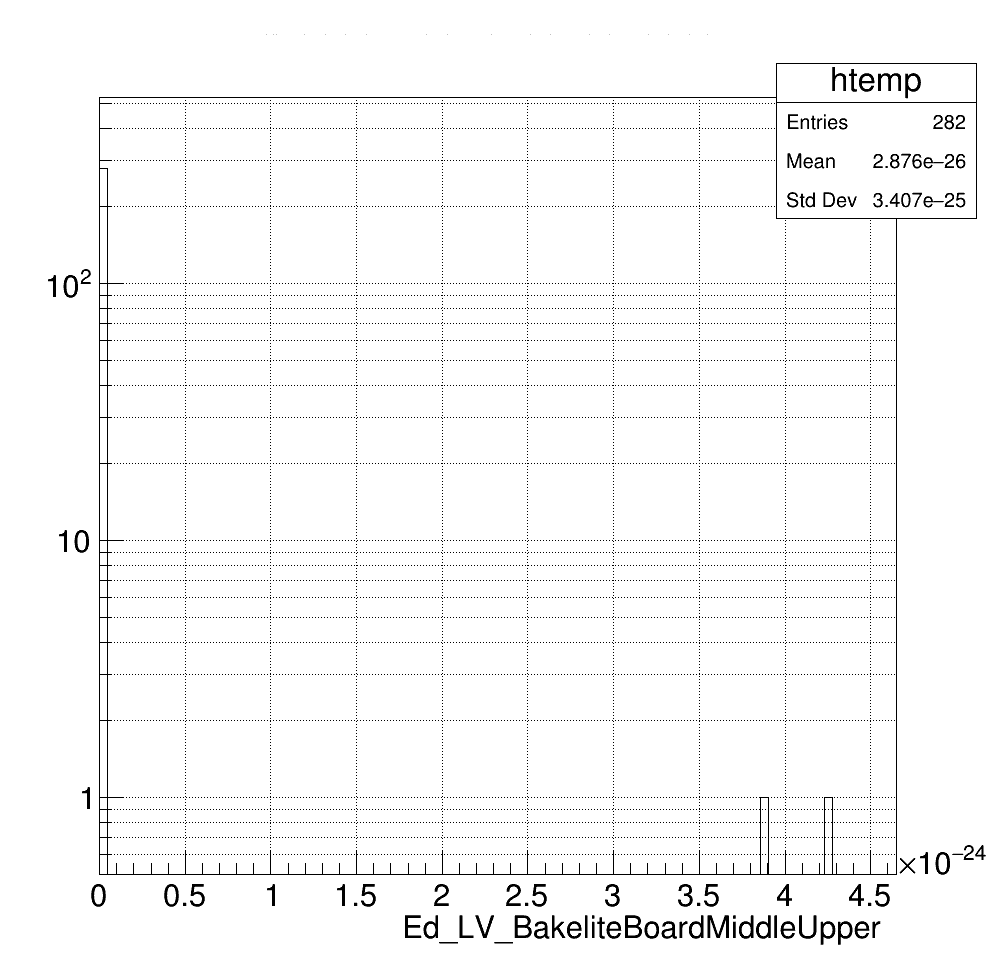 htemp
Entries 282
Mean 2.876e−26
Std Dev 3.407e−25
10²
10
1
0 0.5 1 1.5 2 2.5 3 3.5 4 4.5
×10⁻²⁴
Ed_LV_BakeliteBoardMiddleUpper